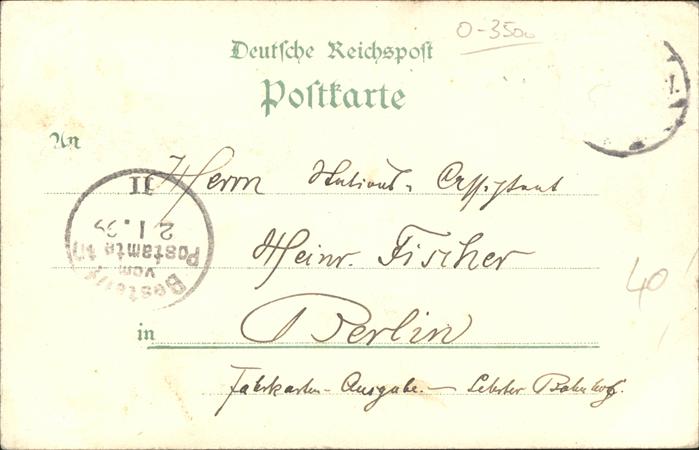 0-3500
Deutsche Reichspost
Postkarte
An
Herrn Stations-Assistent
Heinr. Fischer
in Berlin
Fahrkarten-Ausgabe. — Lehrter Bahnhof.
40
Bestellt
vom
Postamte
2 1.
II